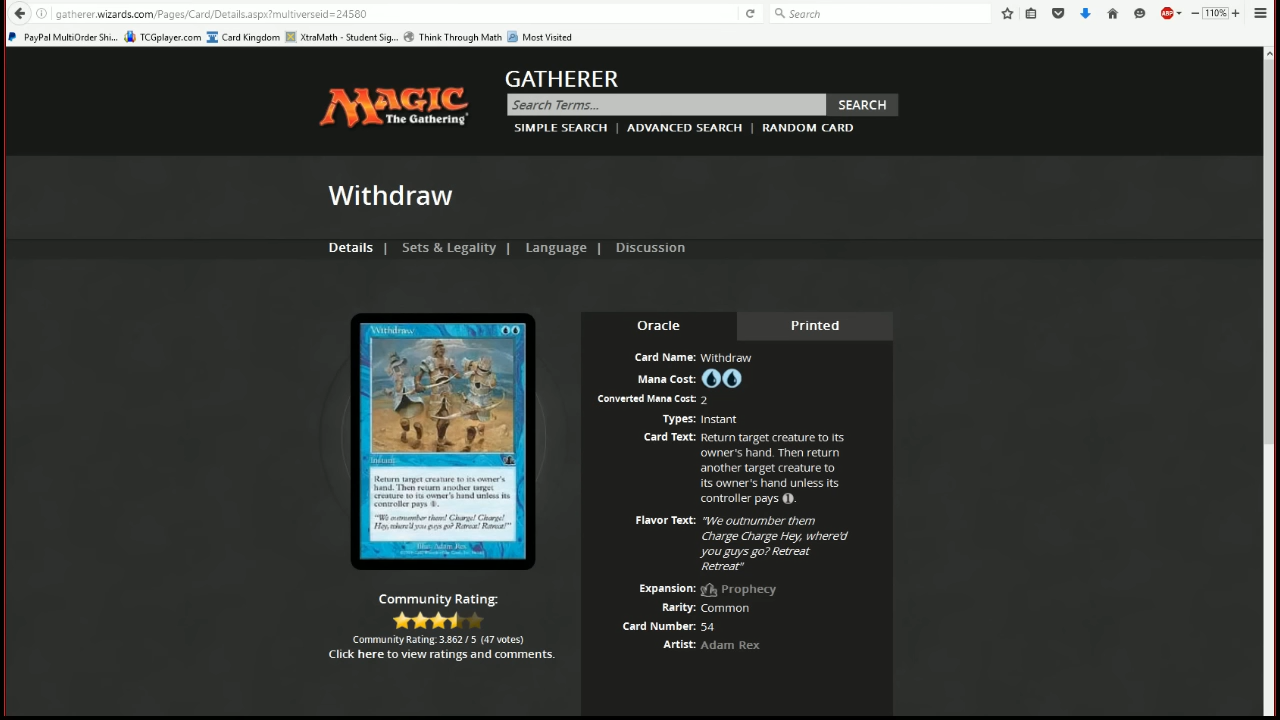 gatherer.wizards.com/Pages/Card/Details.aspx?multiverseid=24580
Search
ABP
110%
PayPal MultiOrder Shi...
TCGplayer.com
Card Kingdom
XtraMath - Student Sig...
Think Through Math
Most Visited
MAGIC
The Gathering
GATHERER
Search Terms...
SEARCH
SIMPLE SEARCH | ADVANCED SEARCH | RANDOM CARD
Withdraw
Details | Sets & Legality | Language | Discussion
Withdraw
Instant
Return target creature to its owner's
hand. Then return another target
creature to its owner's hand unless its
controller pays 1.
"We outnumber them! Charge! Charge!
Hey, where'd you guys go? Retreat! Retreat!"
Illus. Adam Rex
Community Rating:
Community Rating: 3.862 / 5 (47 votes)
Click here to view ratings and comments.
Oracle
Printed
Card Name: Withdraw
Mana Cost:
Converted Mana Cost: 2
Types: Instant
Card Text: Return target creature to its
owner's hand. Then return
another target creature to
its owner's hand unless its
controller pays 1.
Flavor Text: "We outnumber them
Charge Charge Hey, where'd
you guys go? Retreat
Retreat"
Expansion: Prophecy
Rarity: Common
Card Number: 54
Artist: Adam Rex